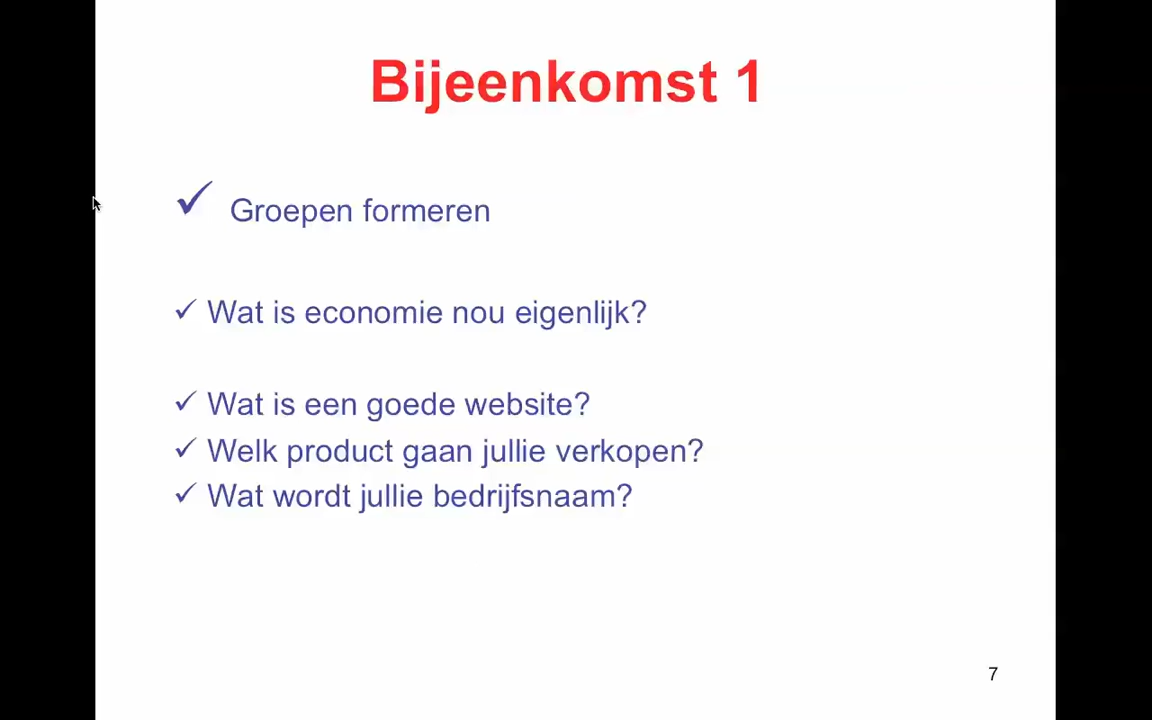 Bijeenkomst 1
✓ Groepen formeren
✓ Wat is economie nou eigenlijk?
✓ Wat is een goede website?
✓ Welk product gaan jullie verkopen?
✓ Wat wordt jullie bedrijfsnaam?
7